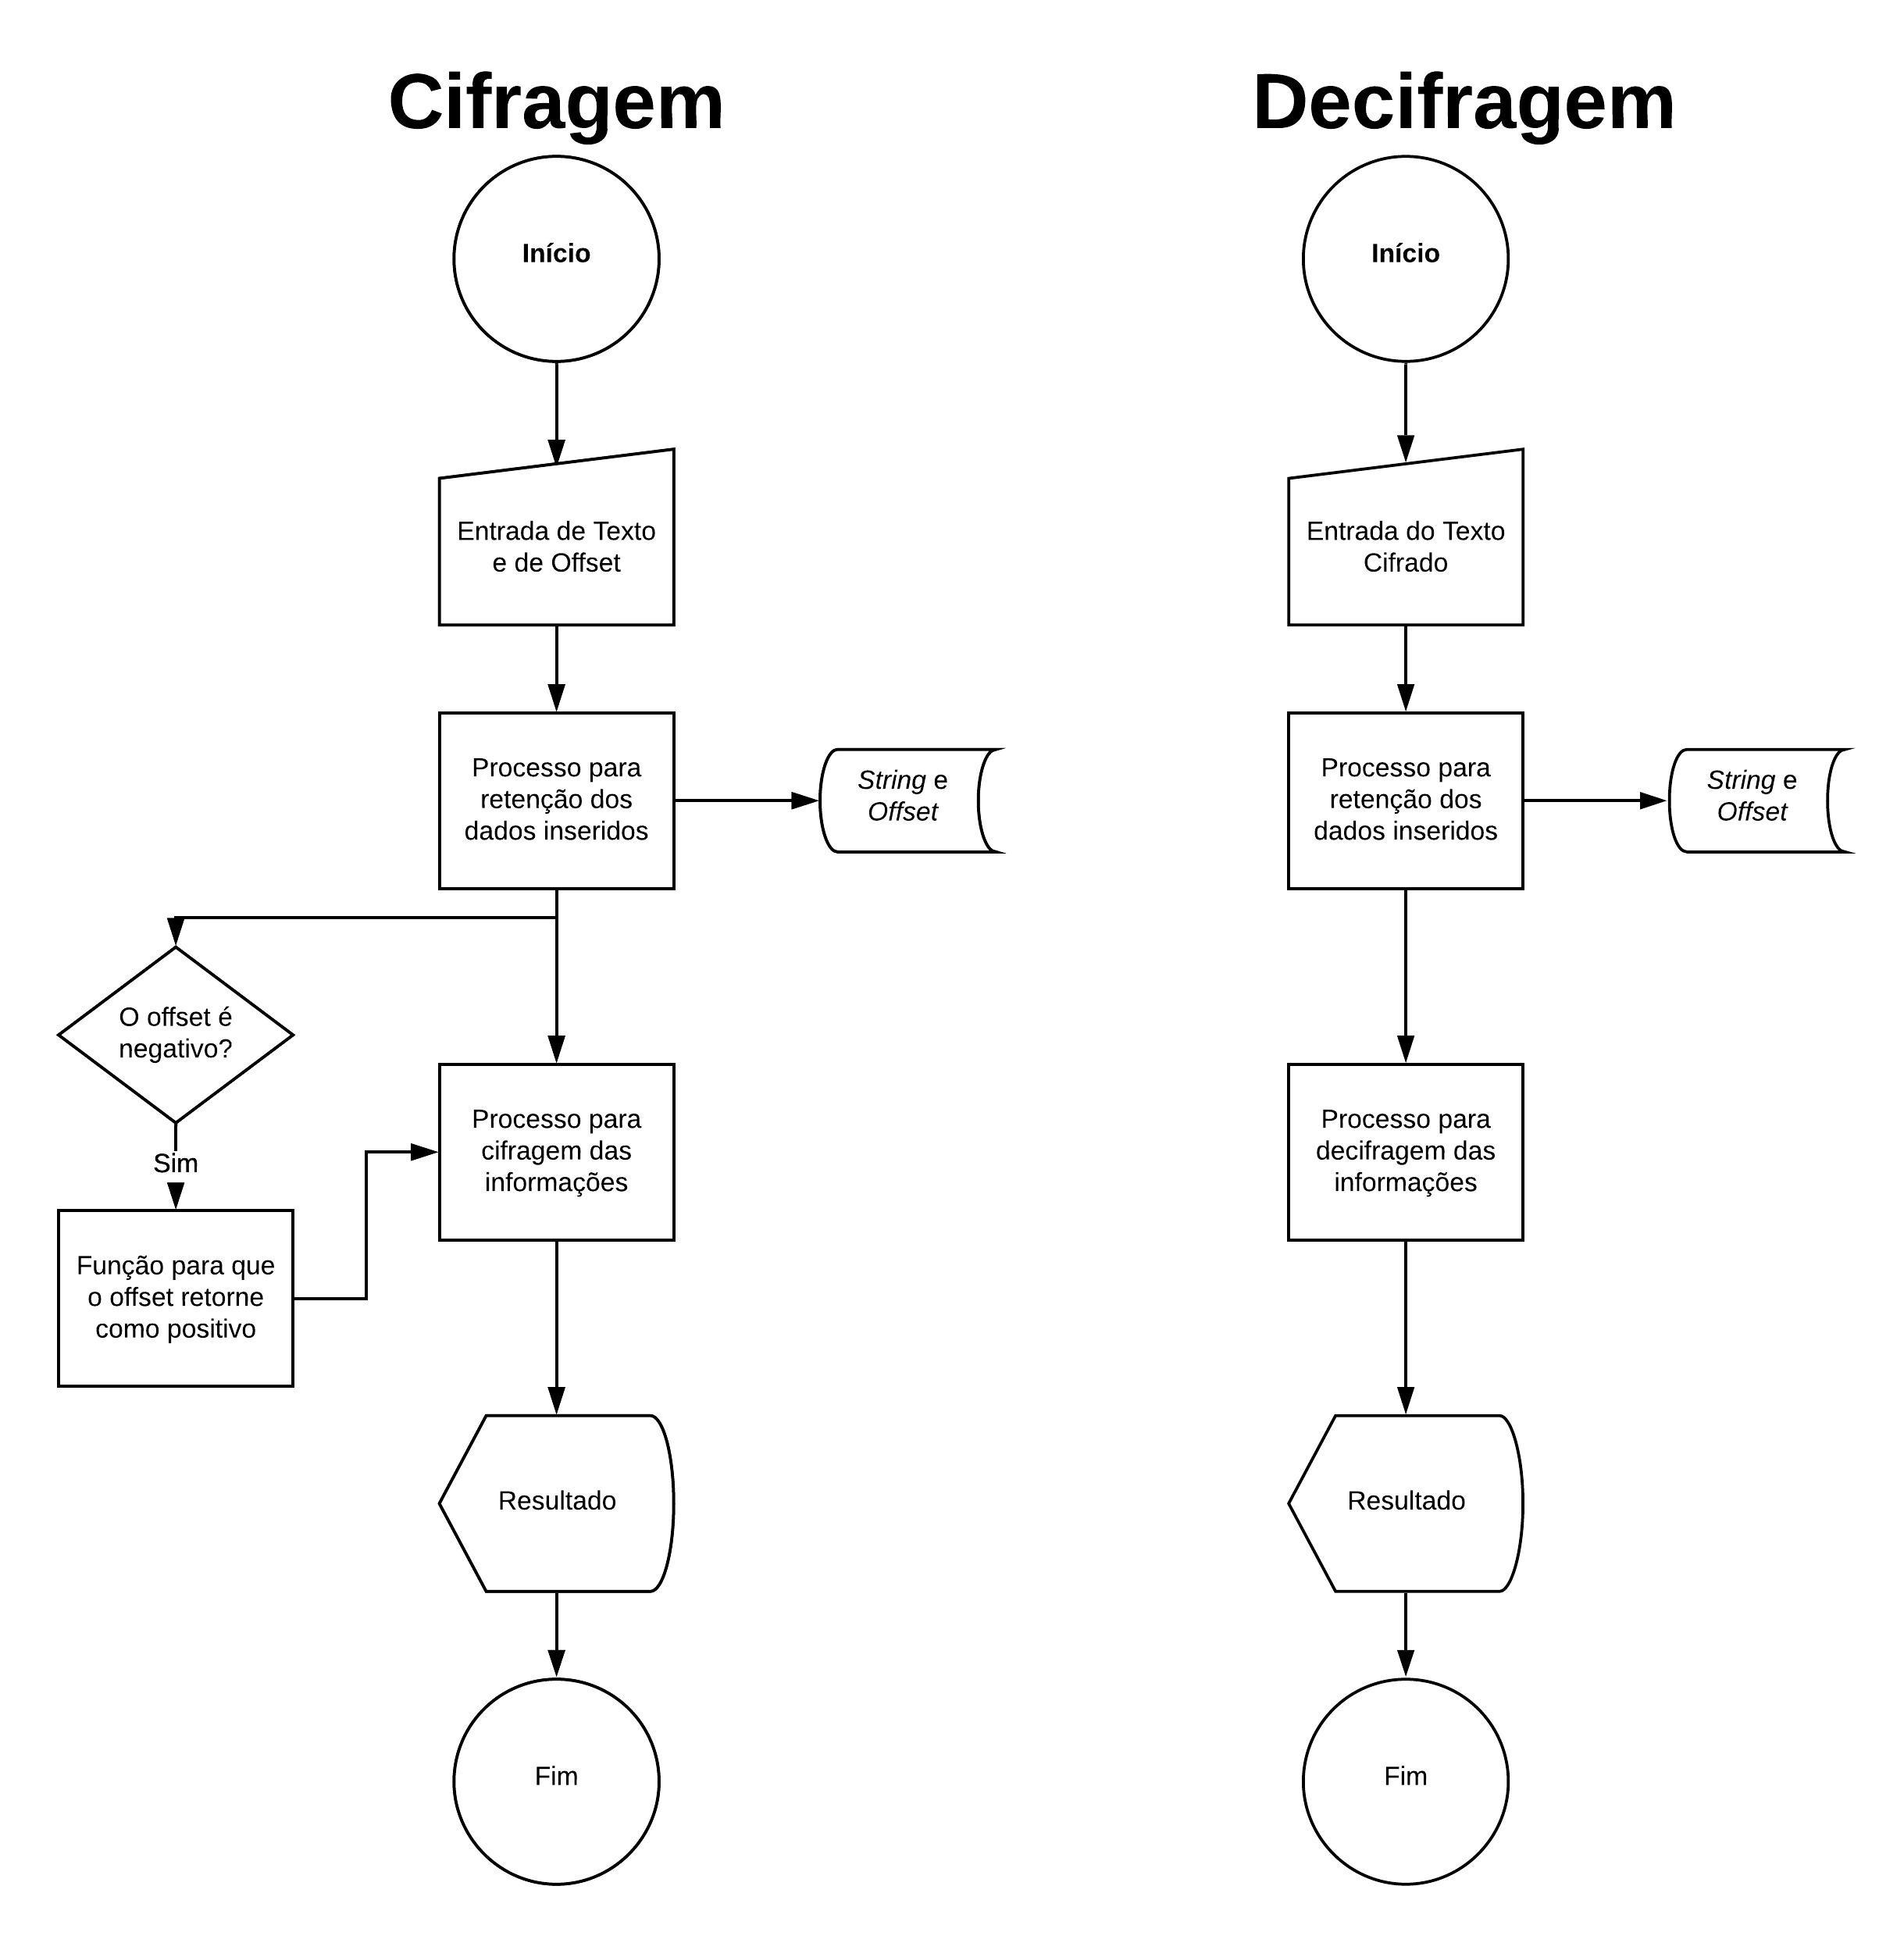 Cifragem
Início
Entrada de Texto
e de Offset
Processo para
retenção dos
dados inseridos
String e
Offset
O offset é
negativo?
Sim
Função para que
o offset retorne
como positivo
Processo para
cifragem das
informações
Resultado
Fim
Decifragem
Início
Entrada do Texto
Cifrado
Processo para
retenção dos
dados inseridos
String e
Offset
Processo para
decifragem das
informações
Resultado
Fim